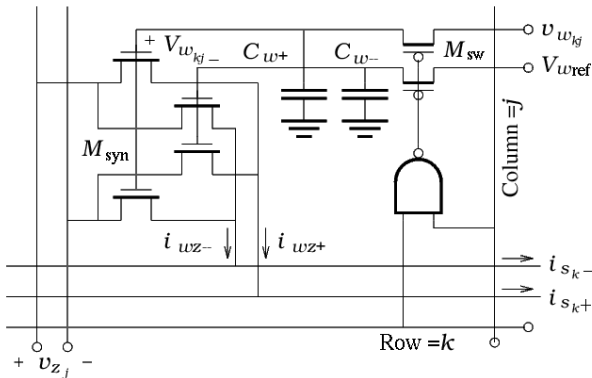 + V_{w_{kj}} −
C_{w+}
C_{w−}
M_{sw}
v_{w_{kj}}
V_{wref}
M_{syn}
Column =j
i_{wz−}
i_{wz+}
i_{s_k−}
i_{s_k+}
+ v_{z_j} −
Row =k